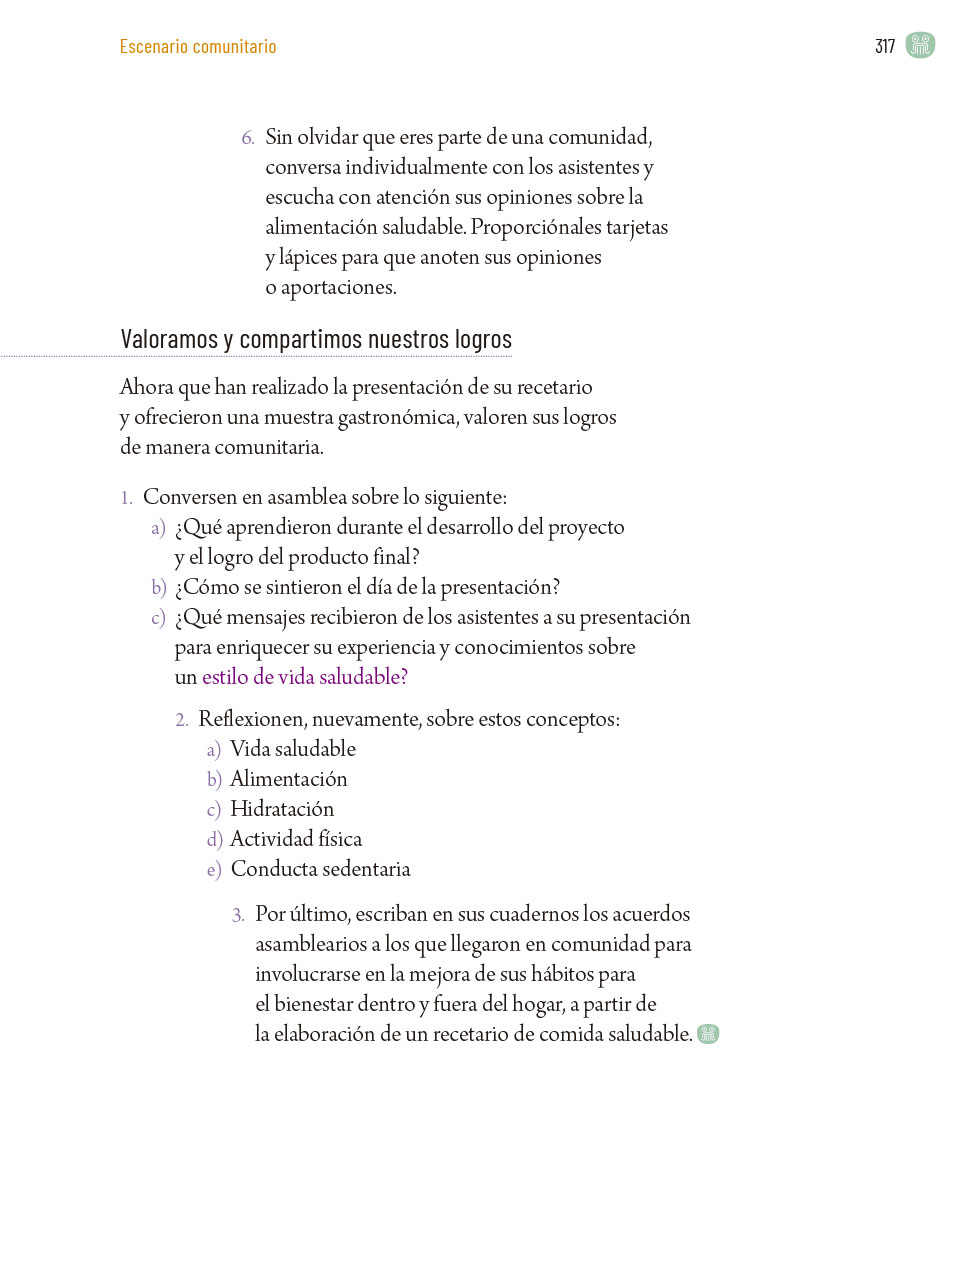 Escenario comunitario
317
6. Sin olvidar que eres parte de una comunidad,
conversa individualmente con los asistentes y
escucha con atención sus opiniones sobre la
alimentación saludable. Proporciónales tarjetas
y lápices para que anoten sus opiniones
o aportaciones.
Valoramos y compartimos nuestros logros
Ahora que han realizado la presentación de su recetario
y ofrecieron una muestra gastronómica, valoren sus logros
de manera comunitaria.
1. Conversen en asamblea sobre lo siguiente:
a) ¿Qué aprendieron durante el desarrollo del proyecto
y el logro del producto final?
b) ¿Cómo se sintieron el día de la presentación?
c) ¿Qué mensajes recibieron de los asistentes a su presentación
para enriquecer su experiencia y conocimientos sobre
un estilo de vida saludable?
2. Reflexionen, nuevamente, sobre estos conceptos:
a) Vida saludable
b) Alimentación
c) Hidratación
d) Actividad física
e) Conducta sedentaria
3. Por último, escriban en sus cuadernos los acuerdos
asamblearios a los que llegaron en comunidad para
involucrarse en la mejora de sus hábitos para
el bienestar dentro y fuera del hogar, a partir de
la elaboración de un recetario de comida saludable.